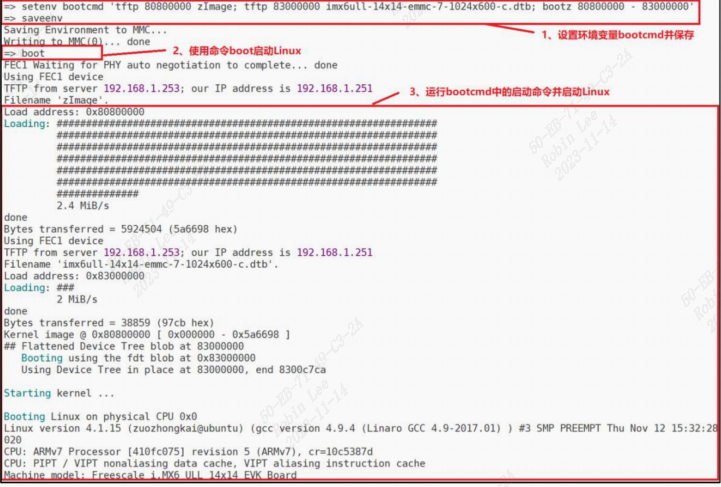 => setenv bootcmd 'tftp 80800000 zImage; tftp 83000000 imx6ull-14x14-emmc-7-1024x600-c.dtb; bootz 80800000 - 83000000'
=> saveenv
Saving Environment to MMC...
1、设置环境变量bootcmd并保存
Writing to MMC(0)... done
=> boot
2、使用命令boot启动Linux
FEC1 Waiting for PHY auto negotiation to complete... done
Using FEC1 device
TFTP from server 192.168.1.253; our IP address is 192.168.1.251
3、运行bootcmd中的启动命令并启动Linux
Filename 'zImage'.
Load address: 0x80800000
Loading: #################################################################
#################################################################
#################################################################
#################################################################
#################################################################
#################################################################
##############
2.4 MiB/s
done
Bytes transferred = 5924504 (5a6698 hex)
Using FEC1 device
TFTP from server 192.168.1.253; our IP address is 192.168.1.251
Filename 'imx6ull-14x14-emmc-7-1024x600-c.dtb'.
Load address: 0x83000000
Loading: ###
2 MiB/s
done
Bytes transferred = 38859 (97cb hex)
Kernel image @ 0x80800000 [ 0x000000 - 0x5a6698 ]
## Flattened Device Tree blob at 83000000
Booting using the fdt blob at 0x83000000
Using Device Tree in place at 83000000, end 8300c7ca
Starting kernel ...
Booting Linux on physical CPU 0x0
Linux version 4.1.15 (zuozhongkai@ubuntu) (gcc version 4.9.4 (Linaro GCC 4.9-2017.01) ) #3 SMP PREEMPT Thu Nov 12 15:32:28
020
CPU: ARMv7 Processor [410fc075] revision 5 (ARMv7), cr=10c5387d
CPU: PIPT / VIPT nonaliasing data cache, VIPT aliasing instruction cache
Machine model: Freescale i.MX6 ULL 14x14 EVK Board
60-EB-71-49-C3-2A
Robin Lee
2023-11-14